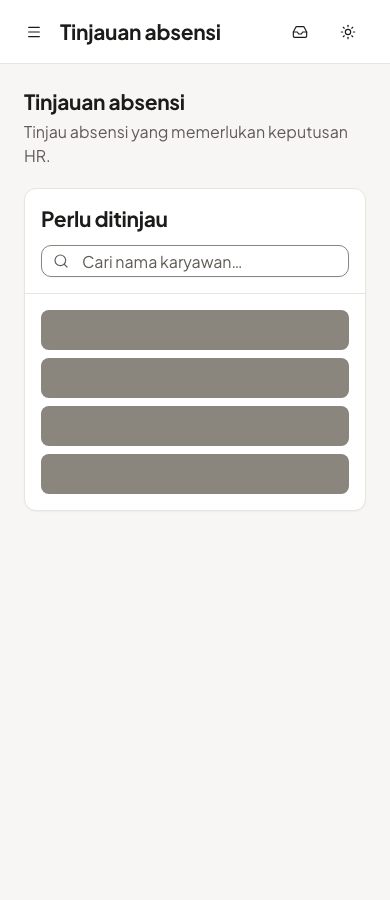 Tinjauan absensi
Tinjauan absensi
Tinjau absensi yang memerlukan keputusan
HR.
Perlu ditinjau
Cari nama karyawan…